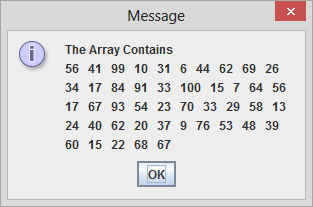 Message
The Array Contains
56 41 99 10 31 6 44 62 69 26
34 17 84 91 33 100 15 7 64 56
17 67 93 54 23 70 33 29 58 13
24 40 62 20 37 9 76 53 48 39
60 15 22 68 67
OK